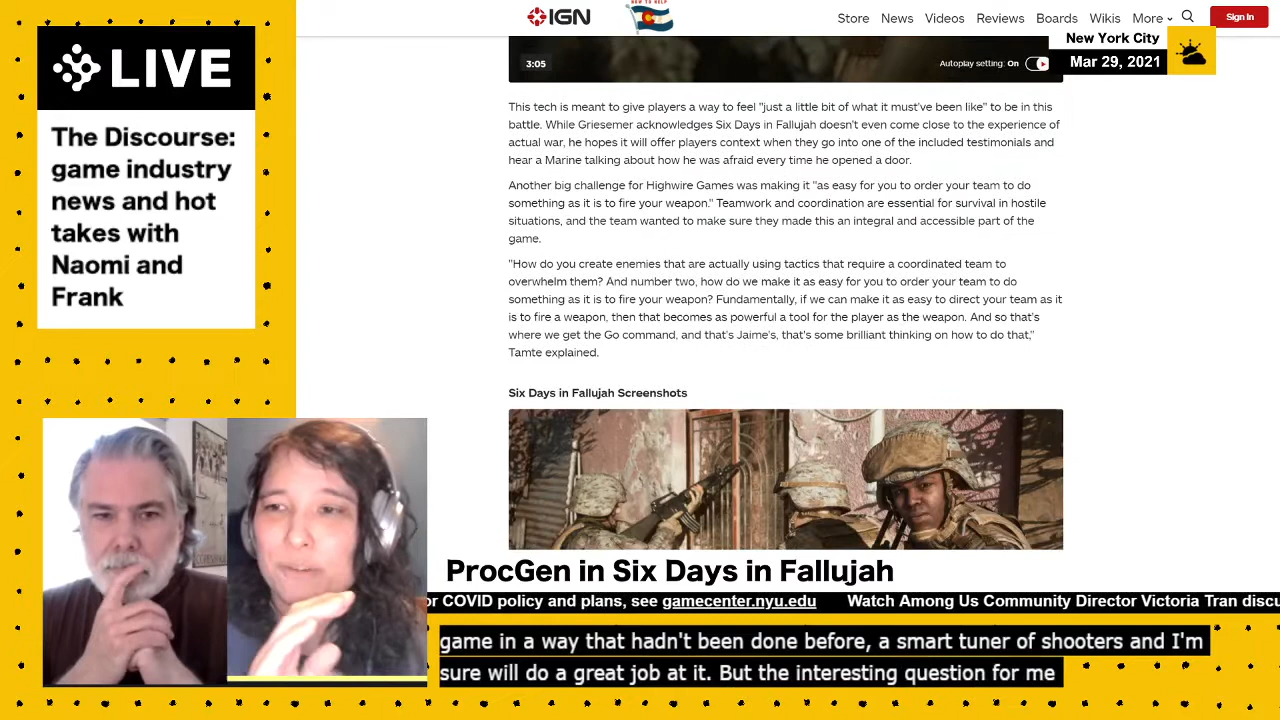 LIVE
The Discourse:
game industry
news and hot
takes with
Naomi and
Frank
IGN
HOW TO HELP
Store News Videos Reviews Boards Wikis More
Sign In
New York City
Mar 29, 2021
3:05
Autoplay setting: On
This tech is meant to give players a way to feel "just a little bit of what it must've been like" to be in this
battle. While Griesemer acknowledges Six Days in Fallujah doesn't even come close to the experience of
actual war, he hopes it will offer players context when they go into one of the included testimonials and
hear a Marine talking about how he was afraid every time he opened a door.
Another big challenge for Highwire Games was making it "as easy for you to order your team to do
something as it is to fire your weapon." Teamwork and coordination are essential for survival in hostile
situations, and the team wanted to make sure they made this an integral and accessible part of the
game.
"How do you create enemies that are actually using tactics that require a coordinated team to
overwhelm them? And number two, how do we make it as easy for you to order your team to do
something as it is to fire your weapon? Fundamentally, if we can make it as easy to direct your team as it
is to fire a weapon, then that becomes as powerful a tool for the player as the weapon. And so that's
where we get the Go command, and that's Jaime's, that's some brilliant thinking on how to do that,"
Tamte explained.
Six Days in Fallujah Screenshots
ProcGen in Six Days in Fallujah
or COVID policy and plans, see gamecenter.nyu.edu Watch Among Us Community Director Victoria Tran discu
game in a way that hadn't been done before, a smart tuner of shooters and I'm
sure will do a great job at it. But the interesting question for me